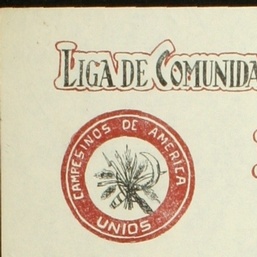 LIGA DE COMUNIDA
CAMPESINOS DE AMERICA
UNIOS